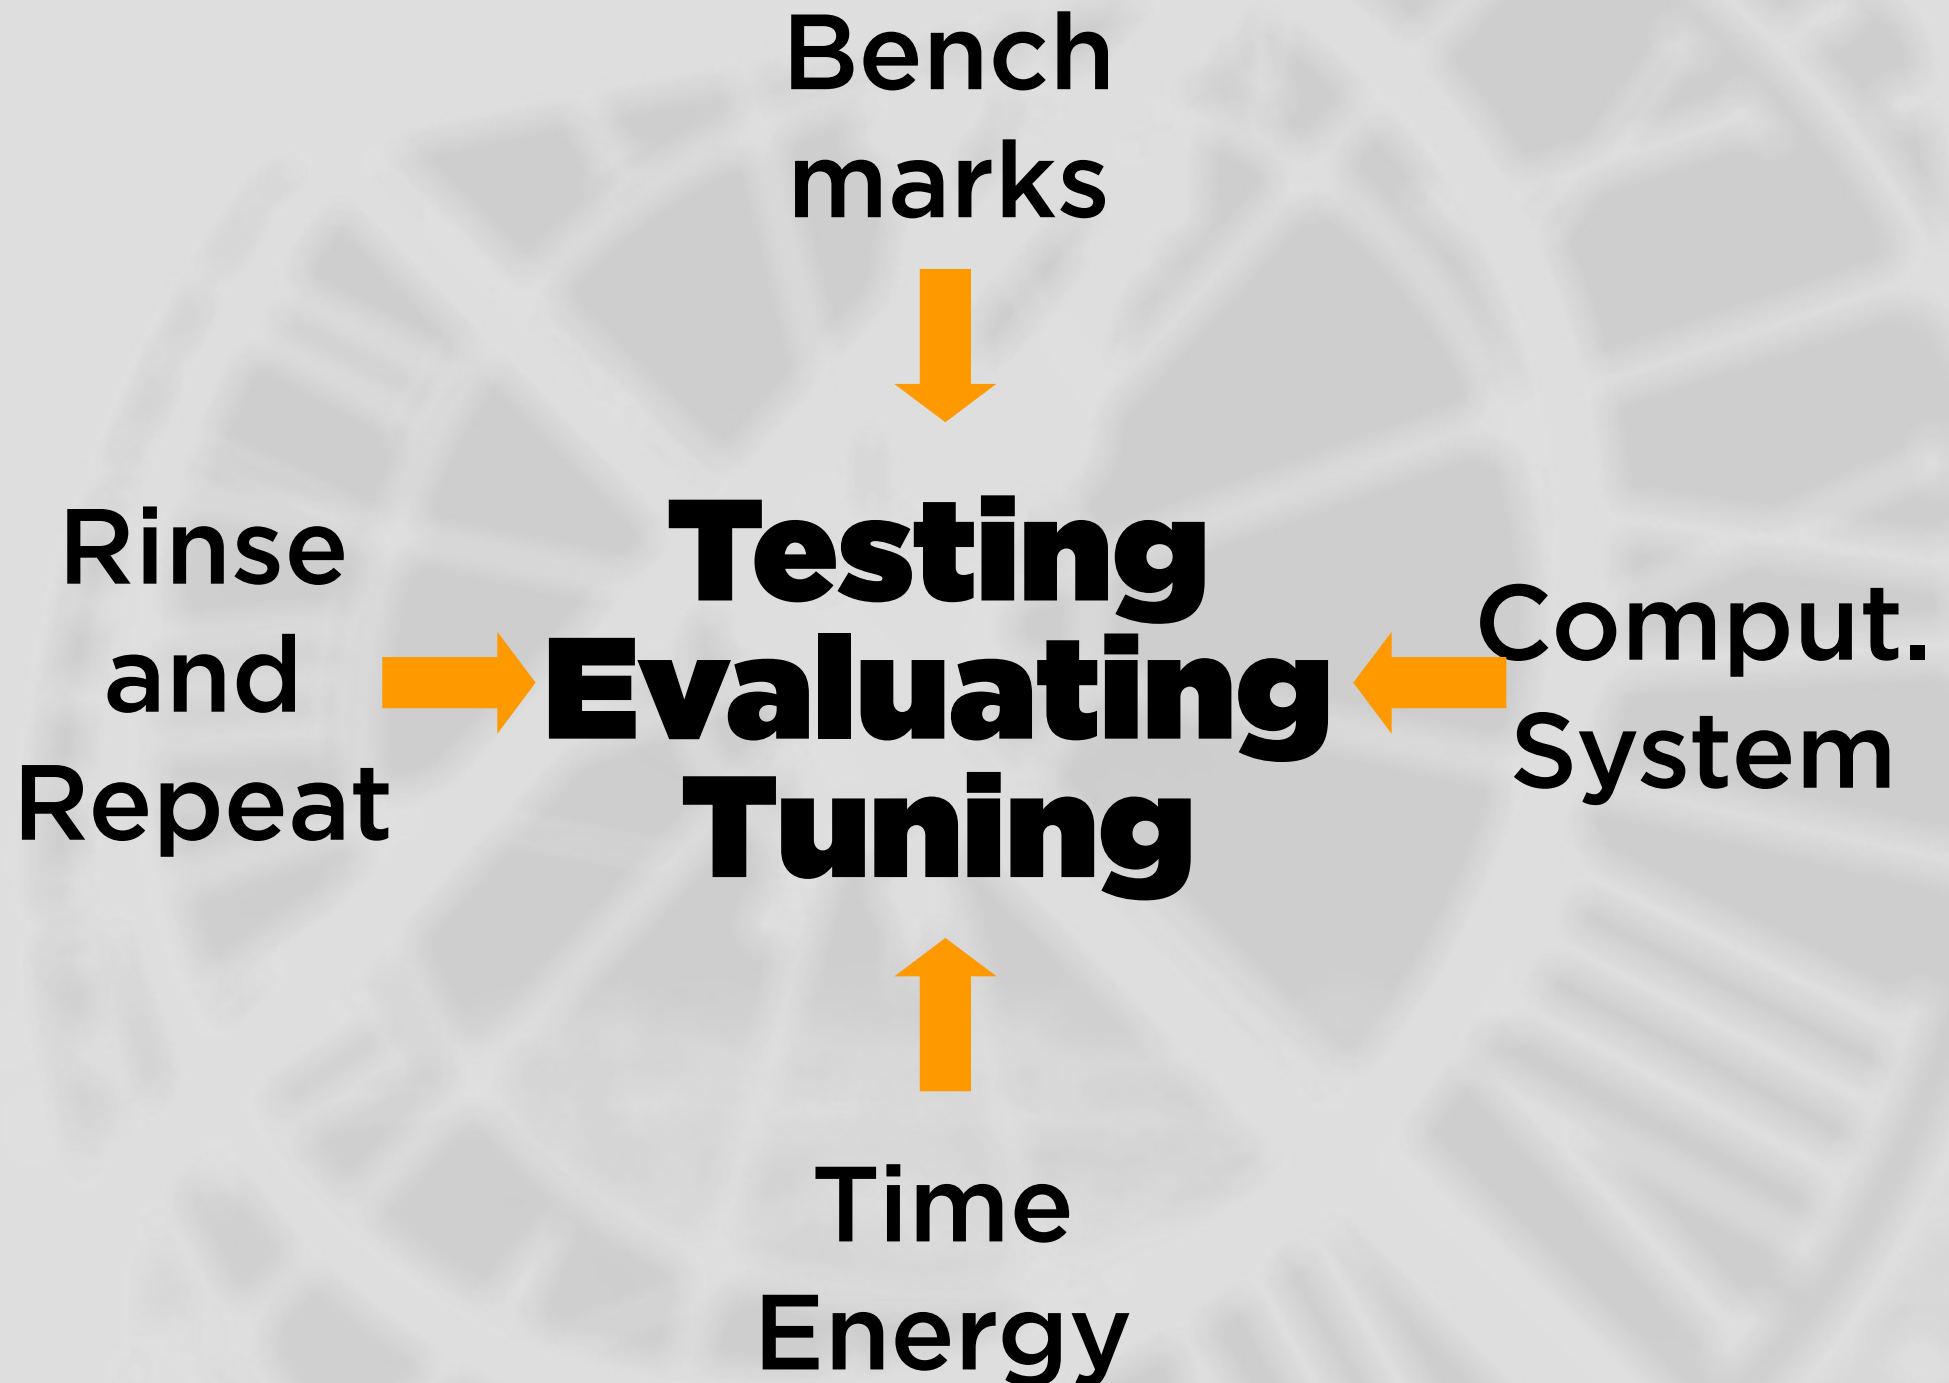 Bench
marks
Rinse
and
Repeat
Testing
Evaluating
Tuning
Comput.
System
Time
Energy